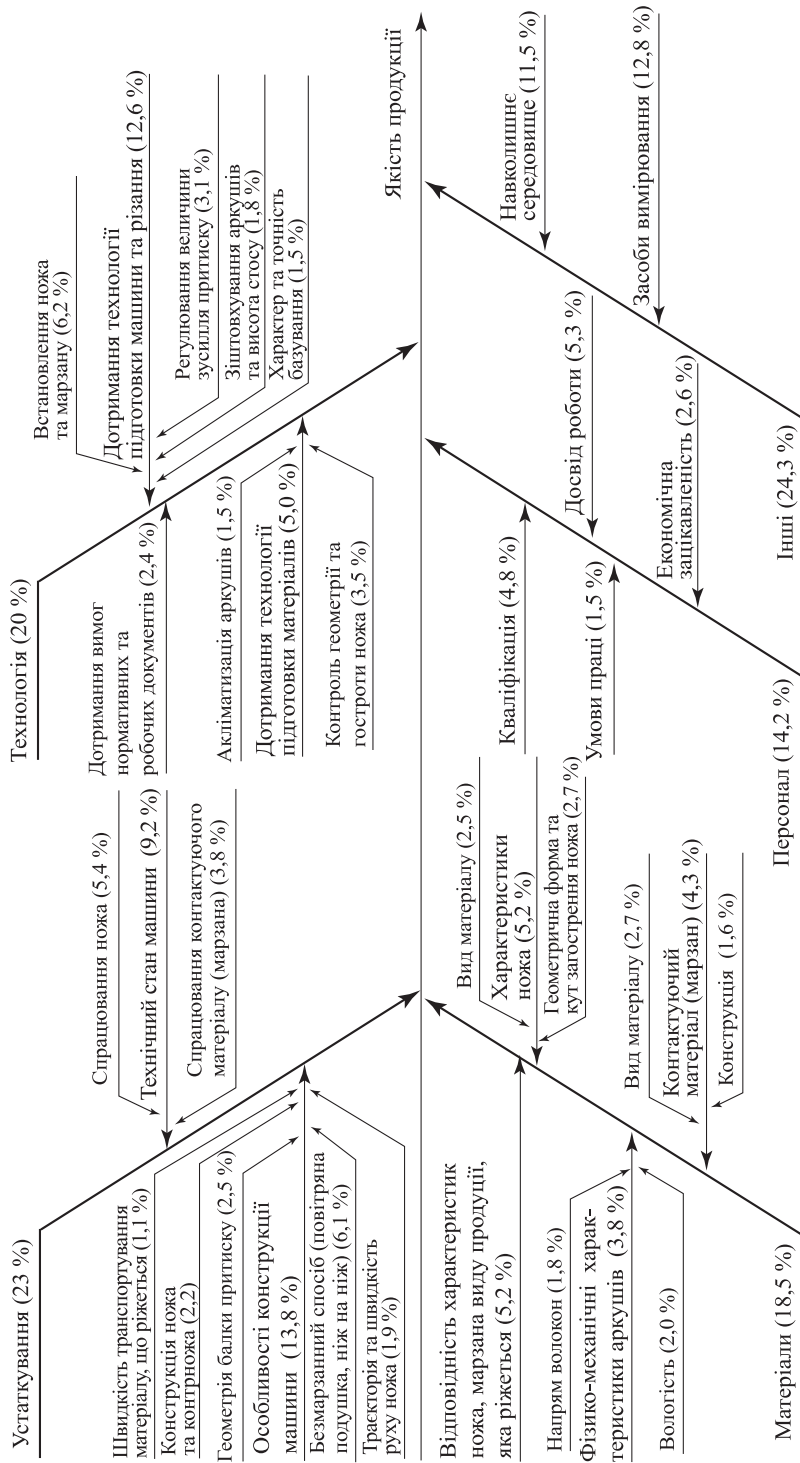 Устаткування (23 %)
Спрацювання ножа (5,4 %)
Технічний стан машини (9,2 %)
Спрацювання контактуючого
матеріалу (марзана) (3,8 %)
Швидкість транспортування
матеріалу, що ріжеться (1,1 %)
Конструкція ножа
та контрножа (2,2)
Геометрія балки притиску (2,5 %)
Особливості конструкції
машини (13,8 %)
Безмарзанний спосіб (повітряна
подушка, ніж на ніж) (6,1 %)
Траєкторія та швидкість
руху ножа (1,9 %)
Технологія (20 %)
Встановлення ножа
та марзану (6,2 %)
Дотримання технології
підготовки машини та різання (12,6 %)
Регулювання величини
зусилля притиску (3,1 %)
Зіштовхування аркушів
та висота стосу (1,8 %)
Характер та точність
базування (1,5 %)
Дотримання вимог
нормативних та
робочих документів (2,4 %)
Акліматизація аркушів (1,5 %)
Дотримання технології
підготовки матеріалів (5,0 %)
Контроль геометрії та
гостроти ножа (3,5 %)
Якість продукції
Відповідність характеристик
ножа, марзана виду продуції,
яка ріжеться (5,2 %)
Вид матеріалу (2,5 %)
Характеристики
ножа (5,2 %)
Геометрична форма та
кут загострення ножа (2,7 %)
Напрям волокон (1,8 %)
Фізико-механічні харак-
теристики аркушів (3,8 %)
Вологість (2,0 %)
Вид матеріалу (2,7 %)
Контактуючий
матеріал (марзан) (4,3 %)
Конструкція (1,6 %)
Матеріали (18,5 %)
Кваліфікація (4,8 %)
Досвід роботи (5,3 %)
Умови праці (1,5 %)
Економічна
зацікавленість (2,6 %)
Персонал (14,2 %)
Навколишнє
середовище (11,5 %)
Засоби вимірювання (12,8 %)
Інші (24,3 %)